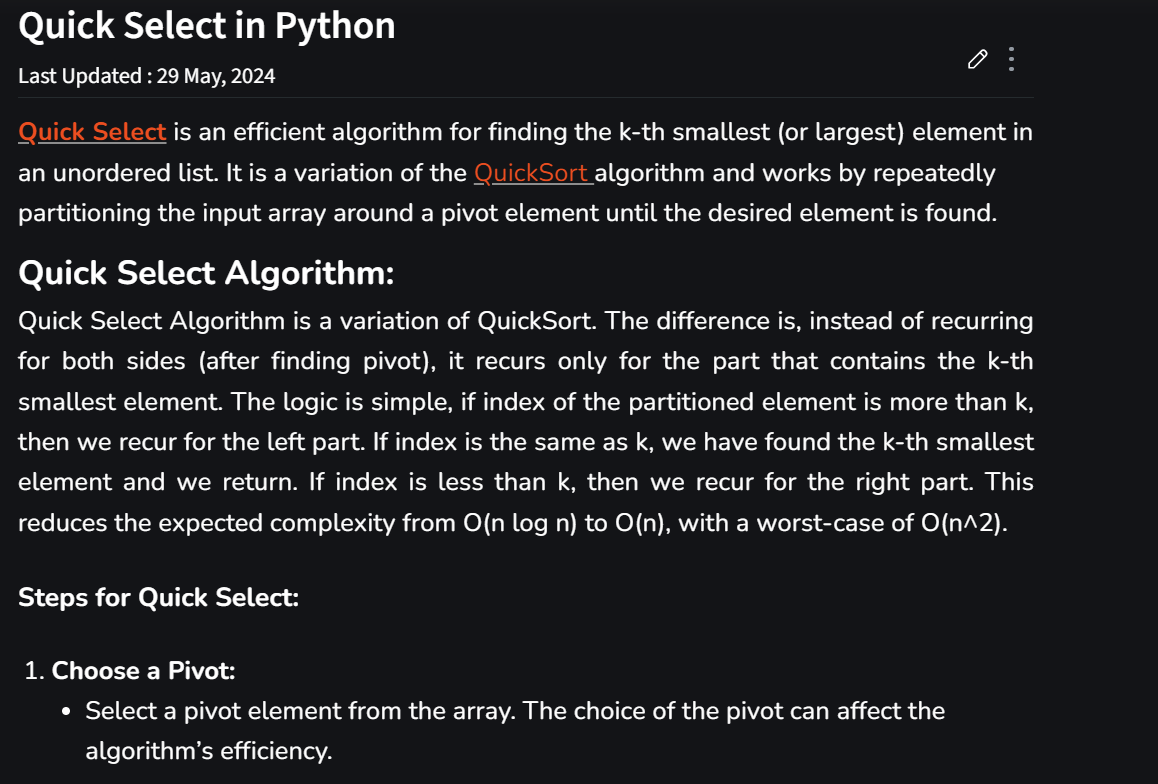 Quick Select in Python
Last Updated : 29 May, 2024
Quick Select is an efficient algorithm for finding the k-th smallest (or largest) element in
an unordered list. It is a variation of the QuickSort algorithm and works by repeatedly
partitioning the input array around a pivot element until the desired element is found.
Quick Select Algorithm:
Quick Select Algorithm is a variation of QuickSort. The difference is, instead of recurring
for both sides (after finding pivot), it recurs only for the part that contains the k-th
smallest element. The logic is simple, if index of the partitioned element is more than k,
then we recur for the left part. If index is the same as k, we have found the k-th smallest
element and we return. If index is less than k, then we recur for the right part. This
reduces the expected complexity from O(n log n) to O(n), with a worst-case of O(n^2).
Steps for Quick Select:
1. Choose a Pivot:
• Select a pivot element from the array. The choice of the pivot can affect the
algorithm’s efficiency.